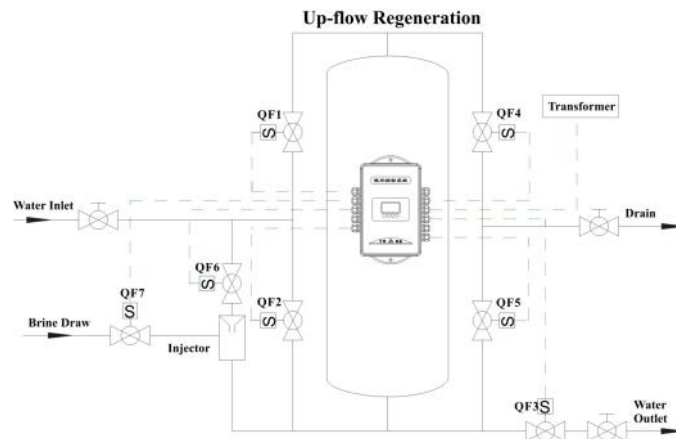 Up-flow Regeneration
QF1
QF4
Transformer
S
S
Water Inlet
Drain
QF6
S
QF7
S
QF2
S
QF5
S
Brine Draw
Injector
QF3
S
Water
Outlet